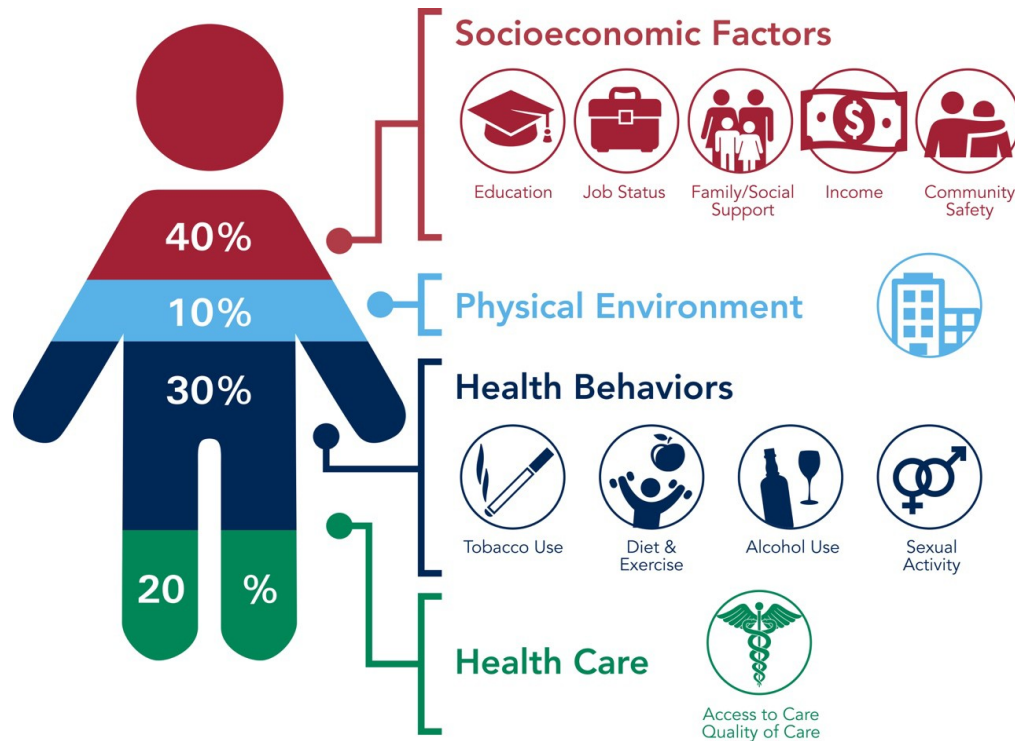 Socioeconomic Factors
$
Education
Job Status
Family/Social
Support
Income
Community
Safety
40%
10%
Physical Environment
30%
Health Behaviors
Tobacco Use
Diet &
Exercise
Alcohol Use
Sexual
Activity
20 %
Health Care
Access to Care
Quality of Care